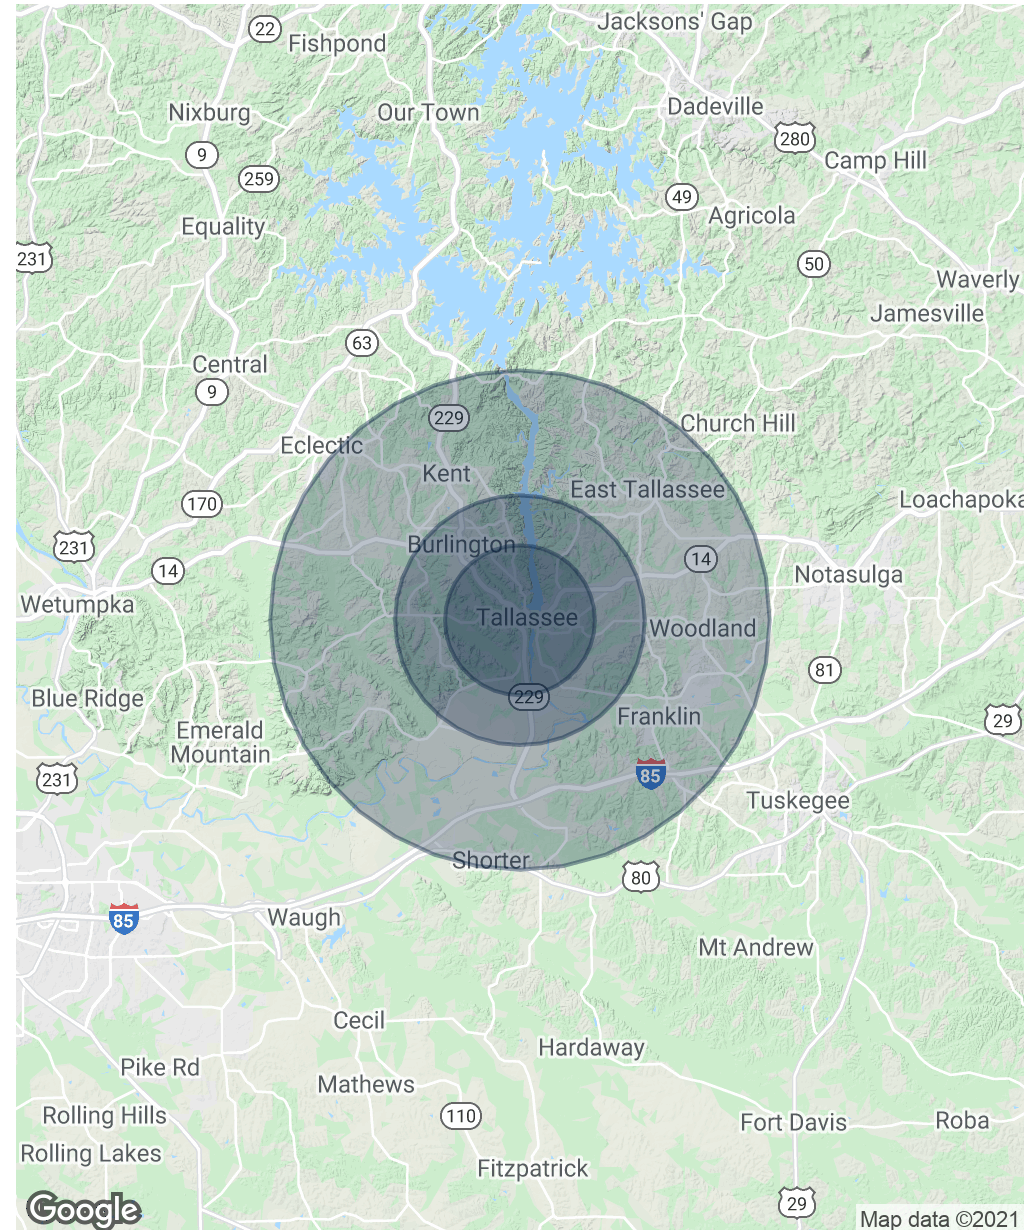 Jacksons' Gap
22
Fishpond
Nixburg
Our Town
Dadeville
280
9
Camp Hill
259
49
Agricola
Equality
231
50
Waverly
Jamesville
63
Central
9
229
Church Hill
Eclectic
Kent
East Tallassee
170
Loachapoka
231
Burlington
14
14
Notasulga
Wetumpka
Tallassee
Woodland
81
Blue Ridge
229
Franklin
29
Emerald
Mountain
231
85
Tuskegee
Shorter
80
85
Waugh
Mt Andrew
Cecil
Hardaway
Pike Rd
Mathews
Rolling Hills
110
Fort Davis
Roba
Rolling Lakes
Fitzpatrick
29
Google
Map data ©2021